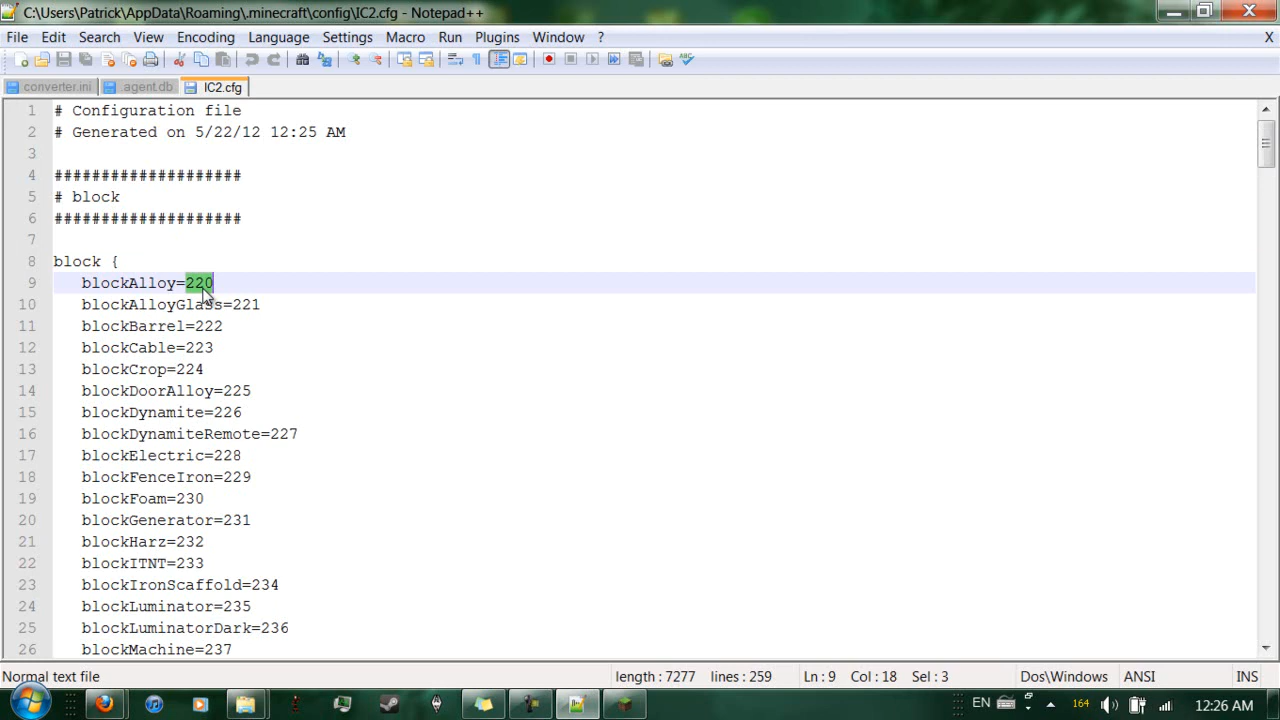 C:\Users\Patrick\AppData\Roaming\.minecraft\config\IC2.cfg - Notepad++
File Edit Search View Encoding Language Settings Macro Run Plugins Window ? X
converter.ini .agent.db IC2.cfg
1 # Configuration file
2 # Generated on 5/22/12 12:25 AM
3
4 ####################
5 # block
6 ####################
7
8 block {
9 blockAlloy=220
10 blockAlloyGlass=221
11 blockBarrel=222
12 blockCable=223
13 blockCrop=224
14 blockDoorAlloy=225
15 blockDynamite=226
16 blockDynamiteRemote=227
17 blockElectric=228
18 blockFenceIron=229
19 blockFoam=230
20 blockGenerator=231
21 blockHarz=232
22 blockITNT=233
23 blockIronScaffold=234
24 blockLuminator=235
25 blockLuminatorDark=236
26 blockMachine=237
Normal text file length : 7277 lines : 259 Ln : 9 Col : 18 Sel : 3 Dos\Windows ANSI INS
EN 164 12:26 AM